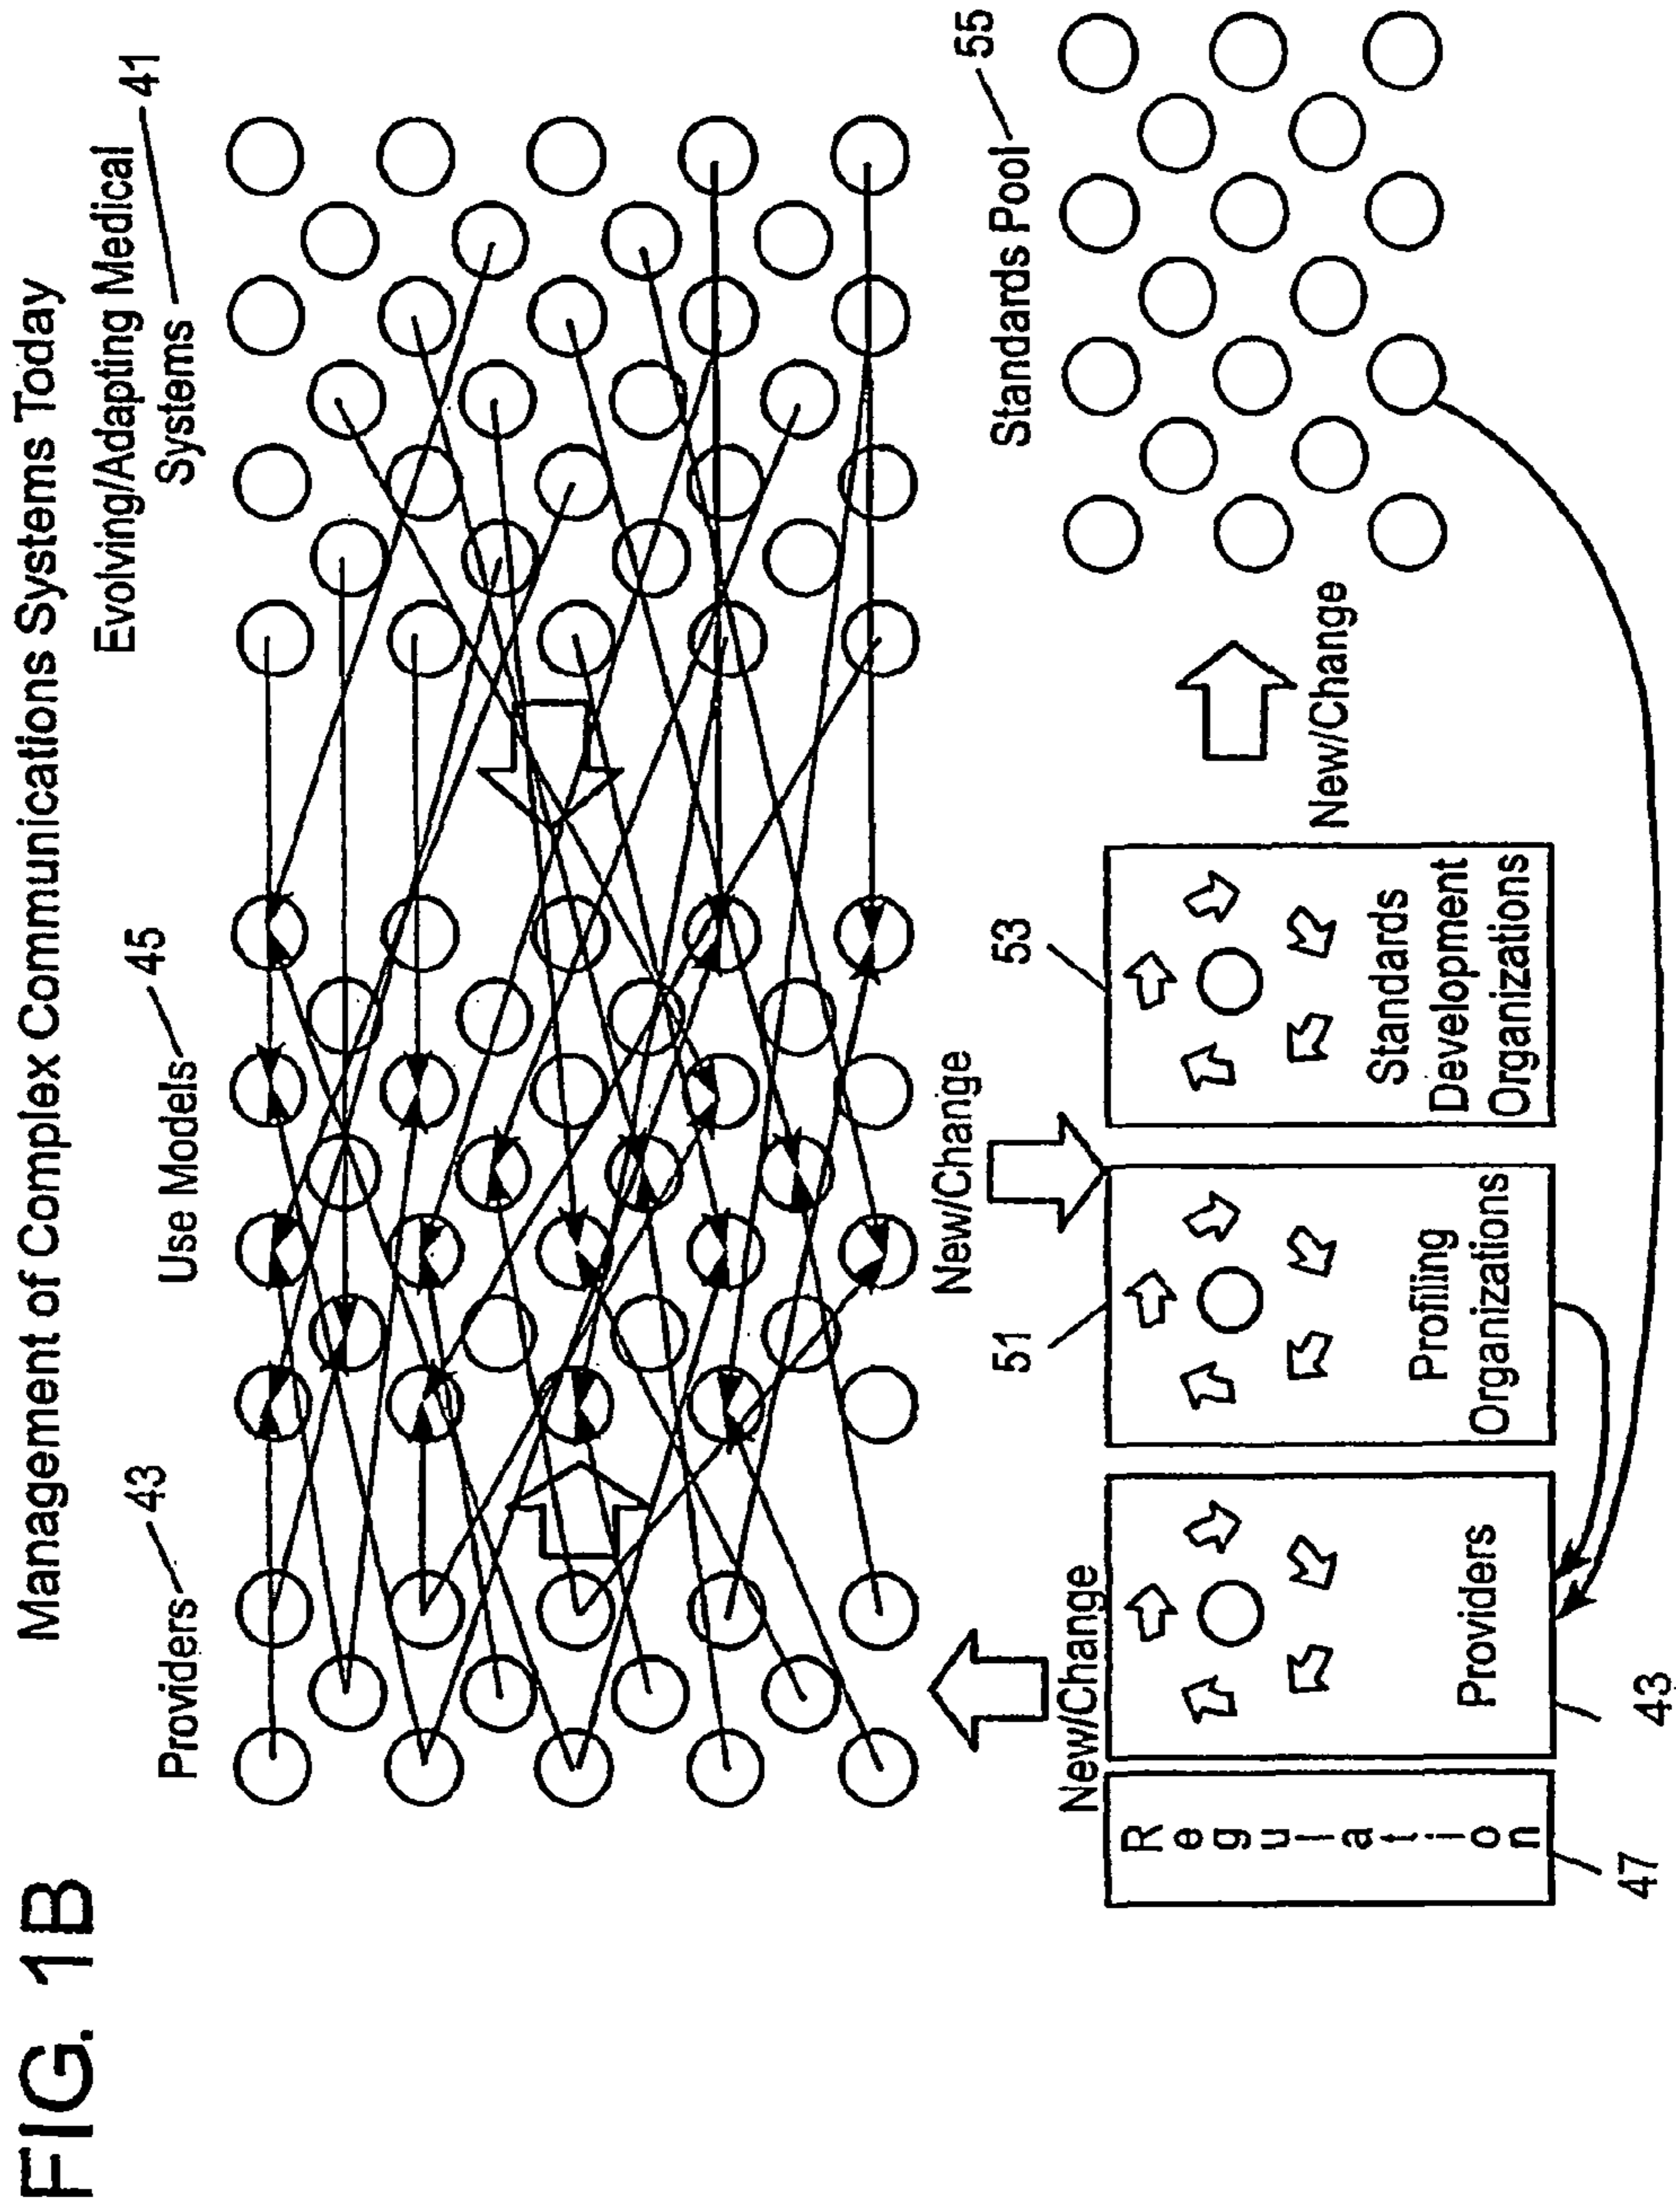 FIG. 1B
Management of Complex Communications Systems Today
Providers 43
Use Models 45
Evolving/Adapting Medical
Systems 41
New/Change
New/Change
Standards Pool 55
Regulation
47
Providers
43
51
Profiling
Organizations
53
Standards
Development
Organizations
New/Change